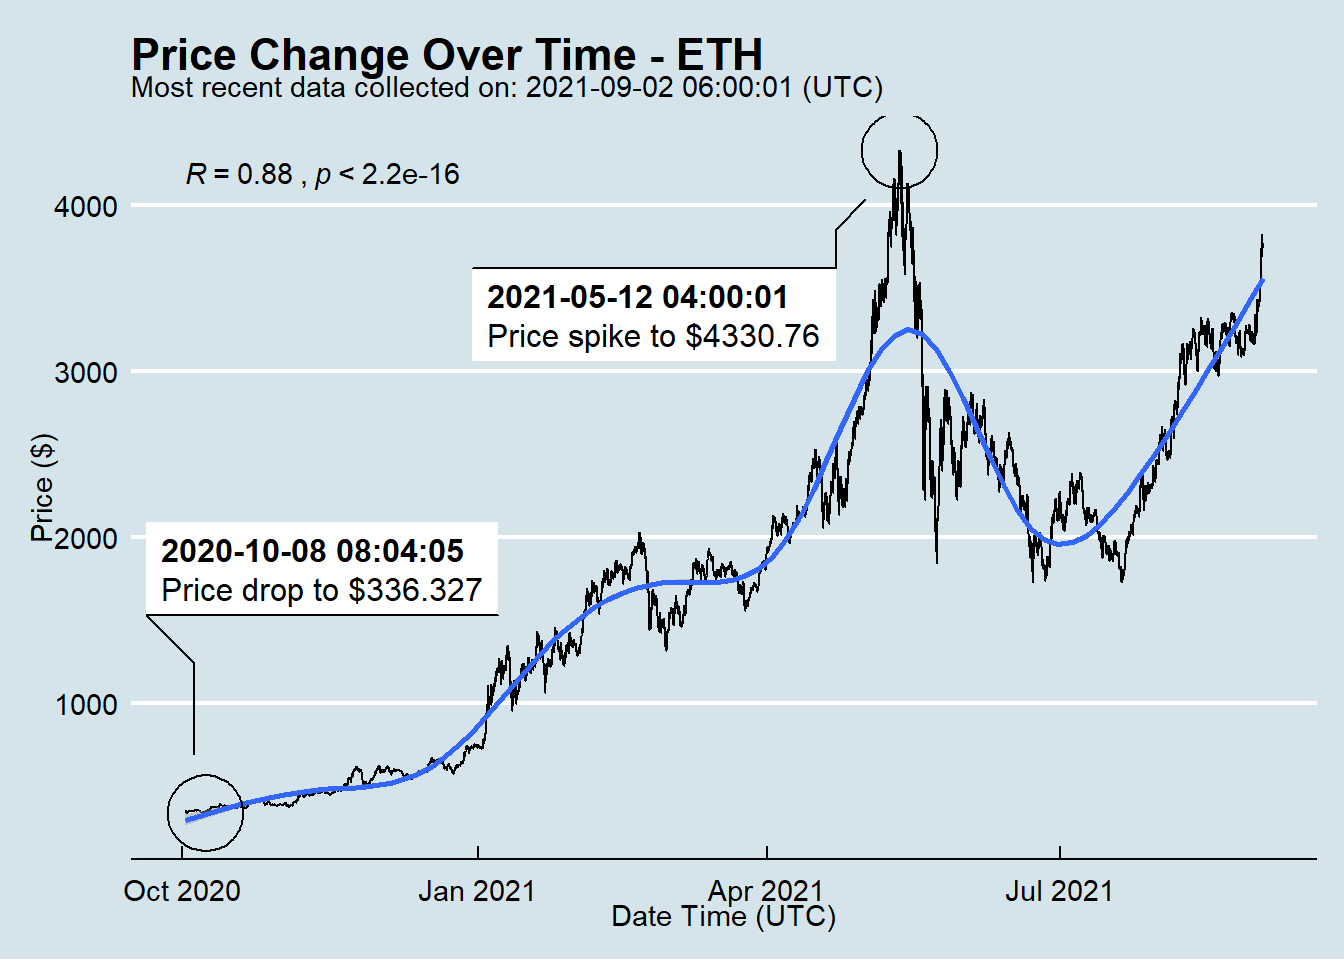 Price Change Over Time - ETH
Most recent data collected on: 2021-09-02 06:00:01 (UTC)
R = 0.88 , p < 2.2e-16
4000
2021-05-12 04:00:01
Price spike to $4330.76
3000
Price ($)
2000
2020-10-08 08:04:05
Price drop to $336.327
1000
Oct 2020 Jan 2021 Apr 2021 Jul 2021
Date Time (UTC)